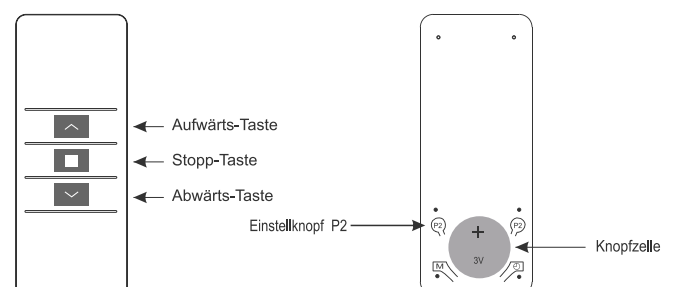 Aufwärts-Taste
Stopp-Taste
Abwärts-Taste
Einstellknopf P2
P2
P2
+
3V
Knopfzelle
M